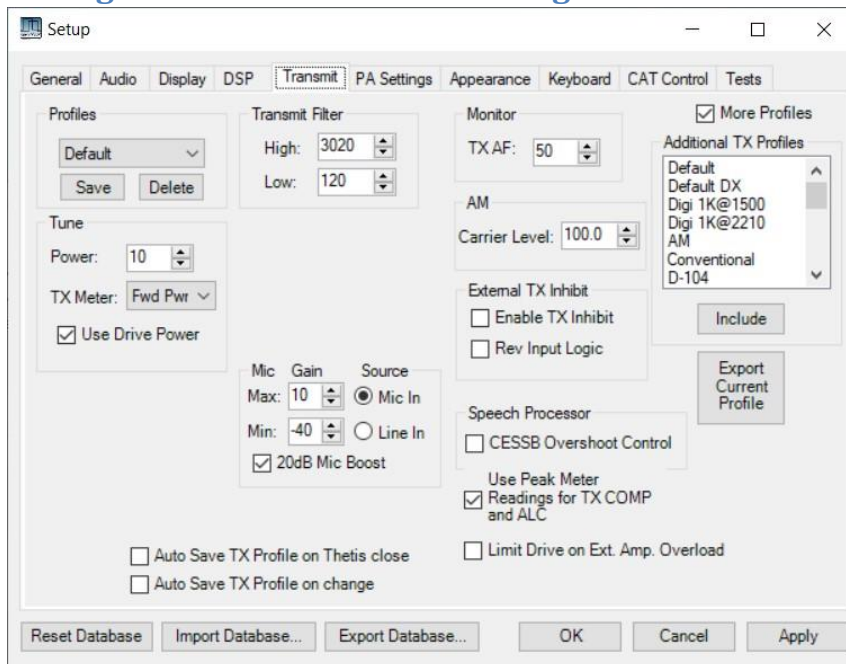 Setup
General Audio Display DSP Transmit PA Settings Appearance Keyboard CAT Control Tests
Profiles
Default
Save Delete
Transmit Filter
High: 3020
Low: 120
Monitor
TX AF: 50
More Profiles
Additional TX Profiles
Default
Default DX
Digi 1K@1500
Digi 1K@2210
AM
Conventional
D-104
Include
Export
Current
Profile
Tune
Power: 10
TX Meter: Fwd Pwr
Use Drive Power
AM
Carrier Level: 100.0
External TX Inhibit
Enable TX Inhibit
Rev Input Logic
Mic Gain Source
Max: 10 Mic In
Min: -40 Line In
20dB Mic Boost
Speech Processor
CESSB Overshoot Control
Use Peak Meter
Readings for TX COMP
and ALC
Limit Drive on Ext. Amp. Overload
Auto Save TX Profile on Thetis close
Auto Save TX Profile on change
Reset Database Import Database... Export Database... OK Cancel Apply